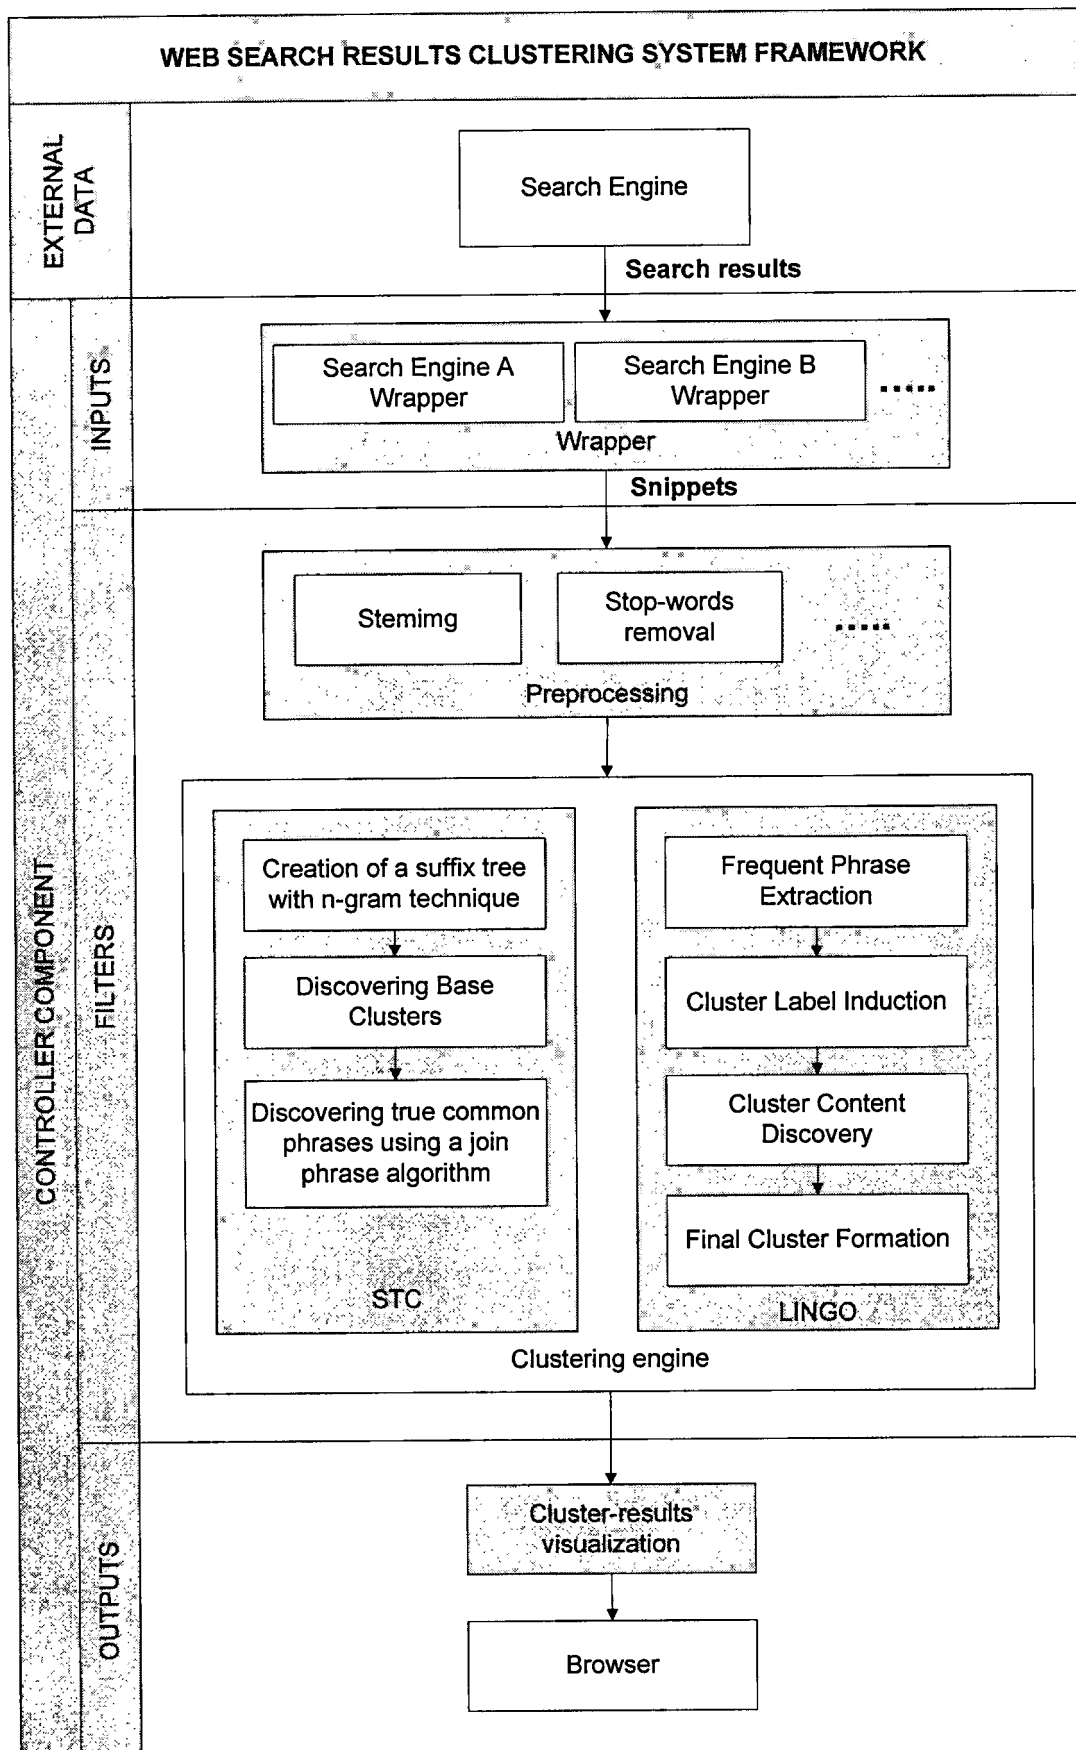 WEB SEARCH RESULTS CLUSTERING SYSTEM FRAMEWORK
EXTERNAL
DATA
Search Engine
Search results
CONTROLLER COMPONENT
INPUTS
Search Engine A
Wrapper
Search Engine B
Wrapper
.....
Wrapper
Snippets
FILTERS
Stemimg
Stop-words
removal
.....
Preprocessing
Creation of a suffix tree
with n-gram technique
Discovering Base
Clusters
Discovering true common
phrases using a join
phrase algorithm
STC
Frequent Phrase
Extraction
Cluster Label Induction
Cluster Content
Discovery
Final Cluster Formation
LINGO
Clustering engine
OUTPUTS
Cluster-results
visualization
Browser